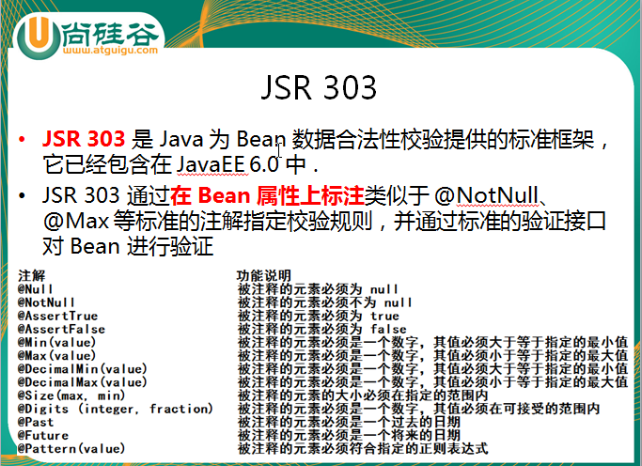 尚硅谷
www.atguigu.com
JSR 303
• JSR 303 是 Java 为 Bean 数据合法性校验提供的标准框架，
它已经包含在 JavaEE 6.0 中 .
• JSR 303 通过在 Bean 属性上标注类似于 @NotNull、
@Max 等标准的注解指定校验规则，并通过标准的验证接口
对 Bean 进行验证
注解 功能说明
@Null 被注释的元素必须为 null
@NotNull 被注释的元素必须不为 null
@AssertTrue 被注释的元素必须为 true
@AssertFalse 被注释的元素必须为 false
@Min(value) 被注释的元素必须是一个数字，其值必须大于等于指定的最小值
@Max(value) 被注释的元素必须是一个数字，其值必须小于等于指定的最大值
@DecimalMin(value) 被注释的元素必须是一个数字，其值必须大于等于指定的最小值
@DecimalMax(value) 被注释的元素必须是一个数字，其值必须小于等于指定的最大值
@Size(max, min) 被注释的元素的大小必须在指定的范围内
@Digits (integer, fraction) 被注释的元素必须是一个数字，其值必须在可接受的范围内
@Past 被注释的元素必须是一个过去的日期
@Future 被注释的元素必须是一个将来的日期
@Pattern(value) 被注释的元素必须符合指定的正则表达式